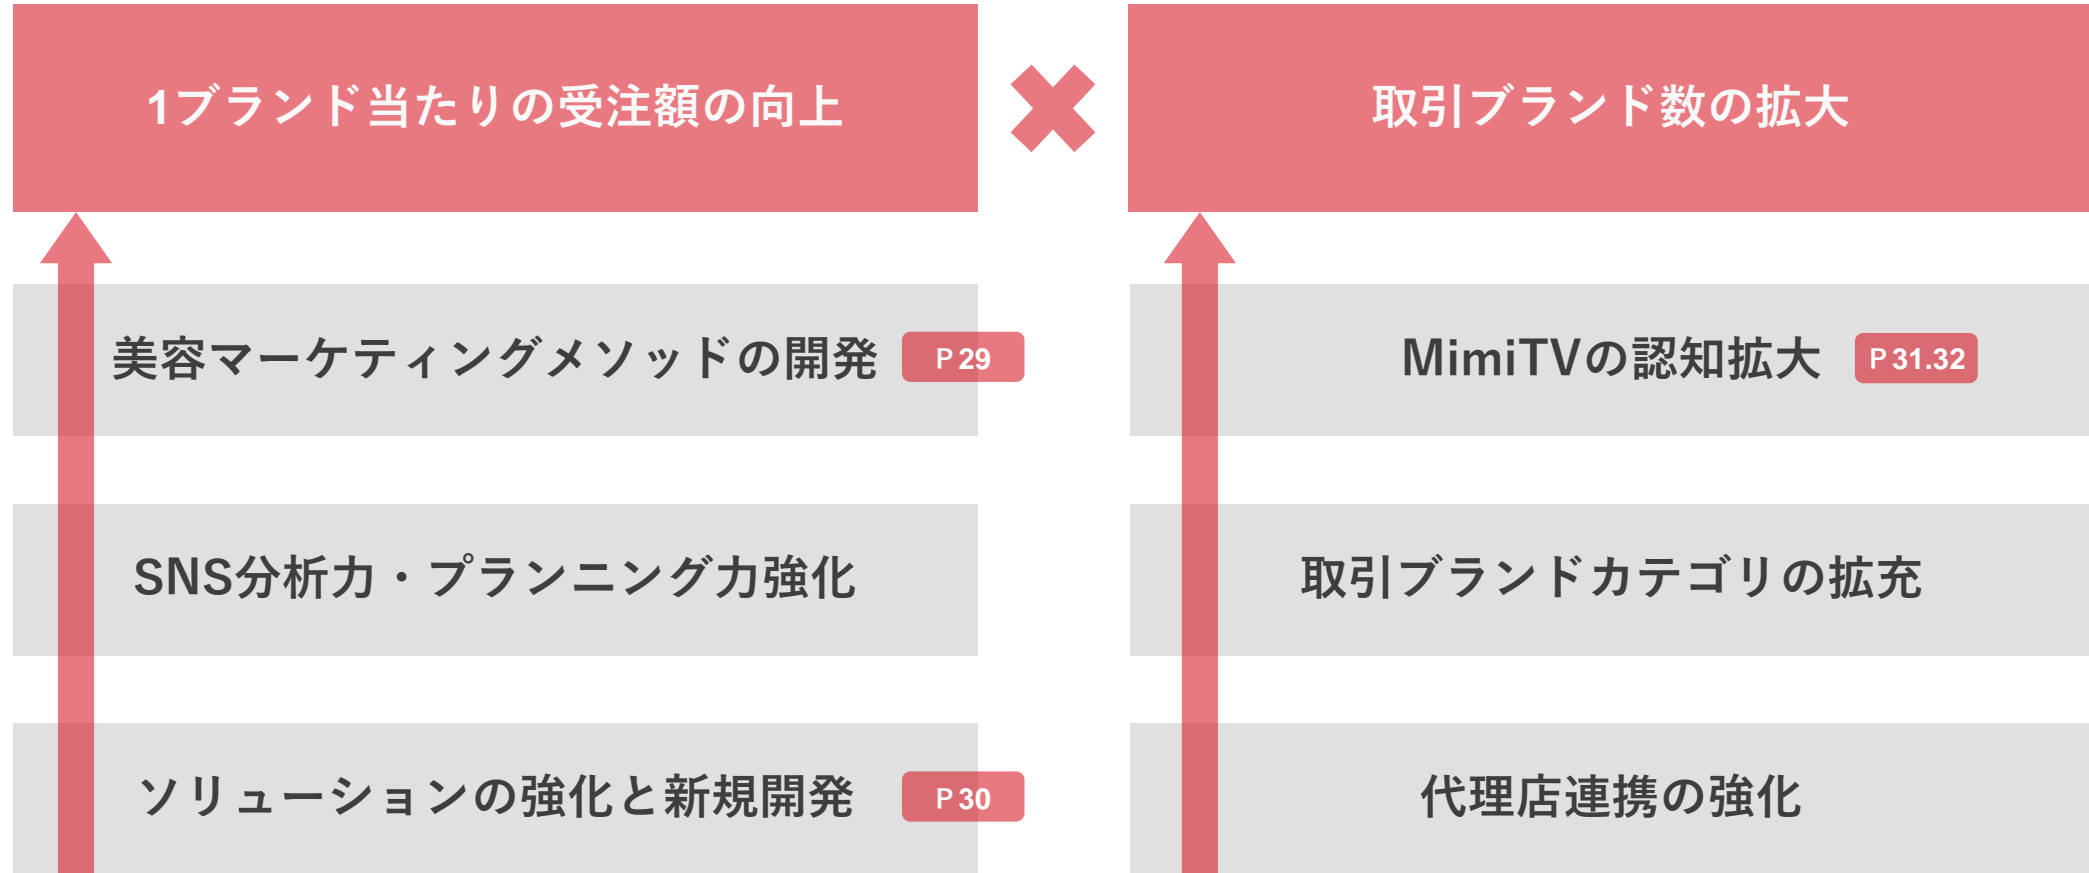 1ブランド当たりの受注額の向上
取引ブランド数の拡大
美容マーケティングメソッドの開発 P29
MimiTVの認知拡大 P31.32
SNS分析力・プランニング力強化
取引ブランドカテゴリの拡充
ソリューションの強化と新規開発 P30
代理店連携の強化